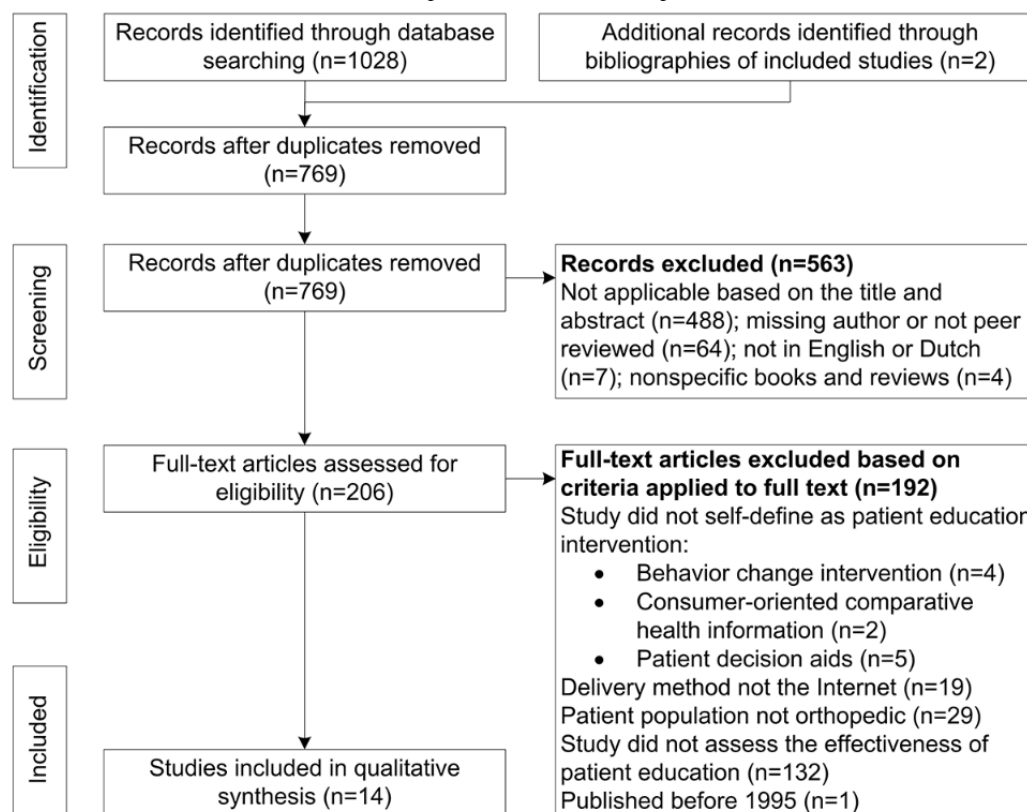 Identification
Records identified through database
searching (n=1028)
Additional records identified through
bibliographies of included studies (n=2)
Records after duplicates removed
(n=769)
Screening
Records after duplicates removed
(n=769)
Records excluded (n=563)
Not applicable based on the title and
abstract (n=488); missing author or not peer
reviewed (n=64); not in English or Dutch
(n=7); nonspecific books and reviews (n=4)
Eligibility
Full-text articles assessed for
eligibility (n=206)
Full-text articles excluded based on
criteria applied to full text (n=192)
Study did not self-define as patient education
intervention:
• Behavior change intervention (n=4)
• Consumer-oriented comparative
health information (n=2)
• Patient decision aids (n=5)
Delivery method not the Internet (n=19)
Patient population not orthopedic (n=29)
Study did not assess the effectiveness of
patient education (n=132)
Published before 1995 (n=1)
Included
Studies included in qualitative
synthesis (n=14)